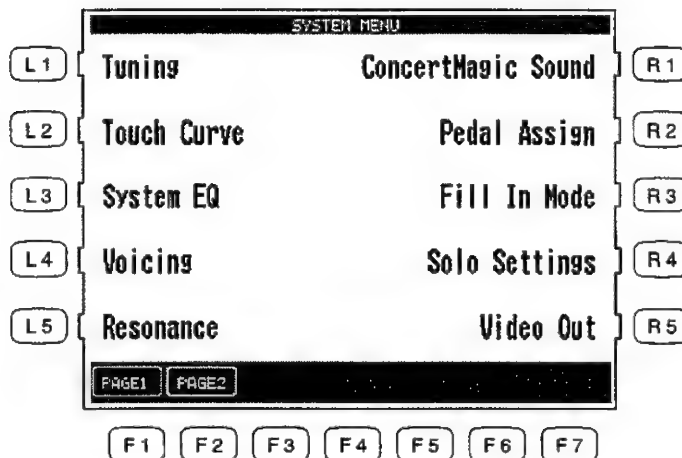 SYSTEM MENU
L1 Tuning ConcertMagic Sound R1
L2 Touch Curve Pedal Assign R2
L3 System EQ Fill In Mode R3
L4 Voicing Solo Settings R4
L5 Resonance Video Out R5
PAGE1 PAGE2
F1 F2 F3 F4 F5 F6 F7